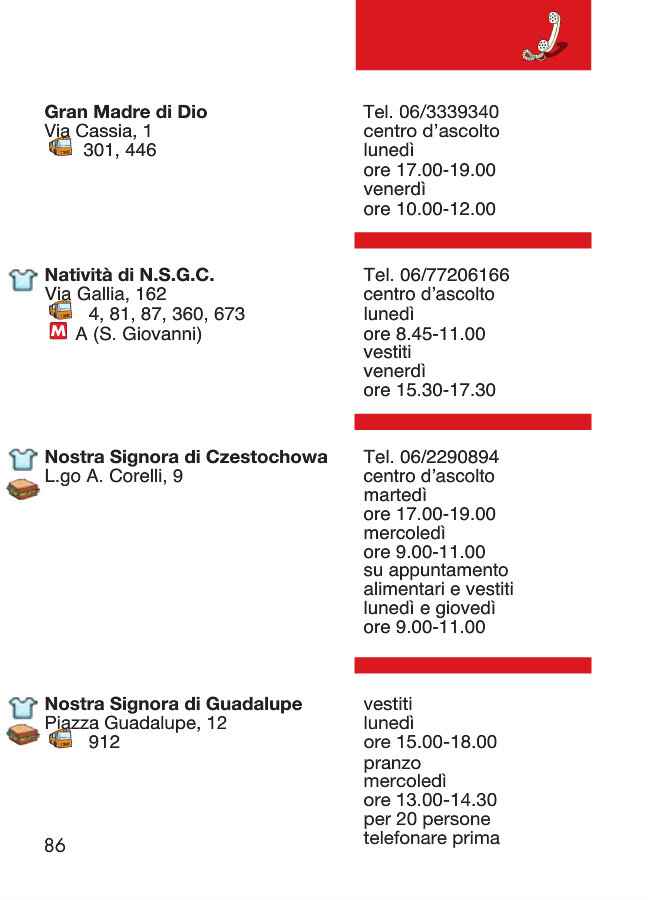 Gran Madre di Dio
Via Cassia, 1
301, 446
Tel. 06/3339340
centro d'ascolto
lunedì
ore 17.00-19.00
venerdì
ore 10.00-12.00
Natività di N.S.G.C.
Via Gallia, 162
4, 81, 87, 360, 673
M A (S. Giovanni)
Tel. 06/77206166
centro d'ascolto
lunedì
ore 8.45-11.00
vestiti
venerdì
ore 15.30-17.30
Nostra Signora di Czestochowa
L.go A. Corelli, 9
Tel. 06/2290894
centro d'ascolto
martedì
ore 17.00-19.00
mercoledì
ore 9.00-11.00
su appuntamento
alimentari e vestiti
lunedì e giovedì
ore 9.00-11.00
Nostra Signora di Guadalupe
Piazza Guadalupe, 12
912
vestiti
lunedì
ore 15.00-18.00
pranzo
mercoledì
ore 13.00-14.30
per 20 persone
telefonare prima
86